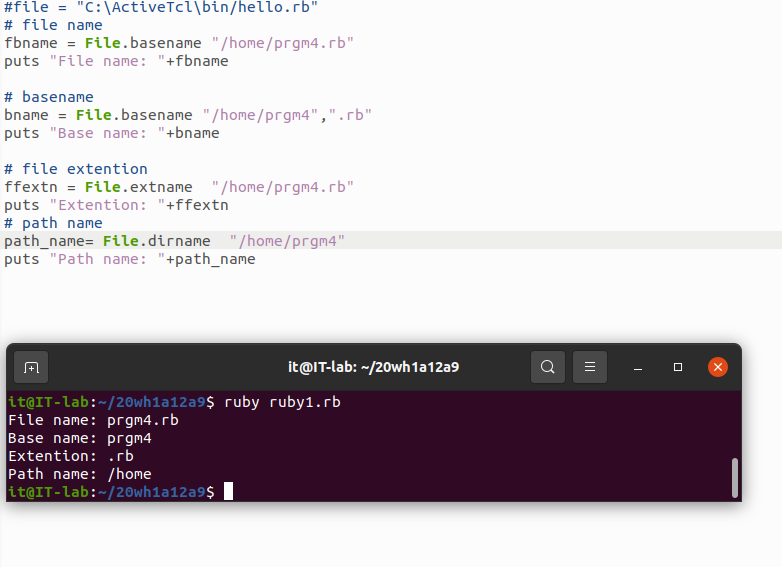 #file = "C:\ActiveTcl\bin/hello.rb"
# file name
fbname = File.basename "/home/prgm4.rb"
puts "File name: "+fbname
# basename
bname = File.basename "/home/prgm4",".rb"
puts "Base name: "+bname
# file extention
ffextn = File.extname  "/home/prgm4.rb"
puts "Extention: "+ffextn
# path name
path_name= File.dirname  "/home/prgm4"
puts "Path name: "+path_name
it@IT-lab: ~/20wh1a12a9
it@IT-lab:~/20wh1a12a9$ ruby ruby1.rb
File name: prgm4.rb
Base name: prgm4
Extention: .rb
Path name: /home
it@IT-lab:~/20wh1a12a9$